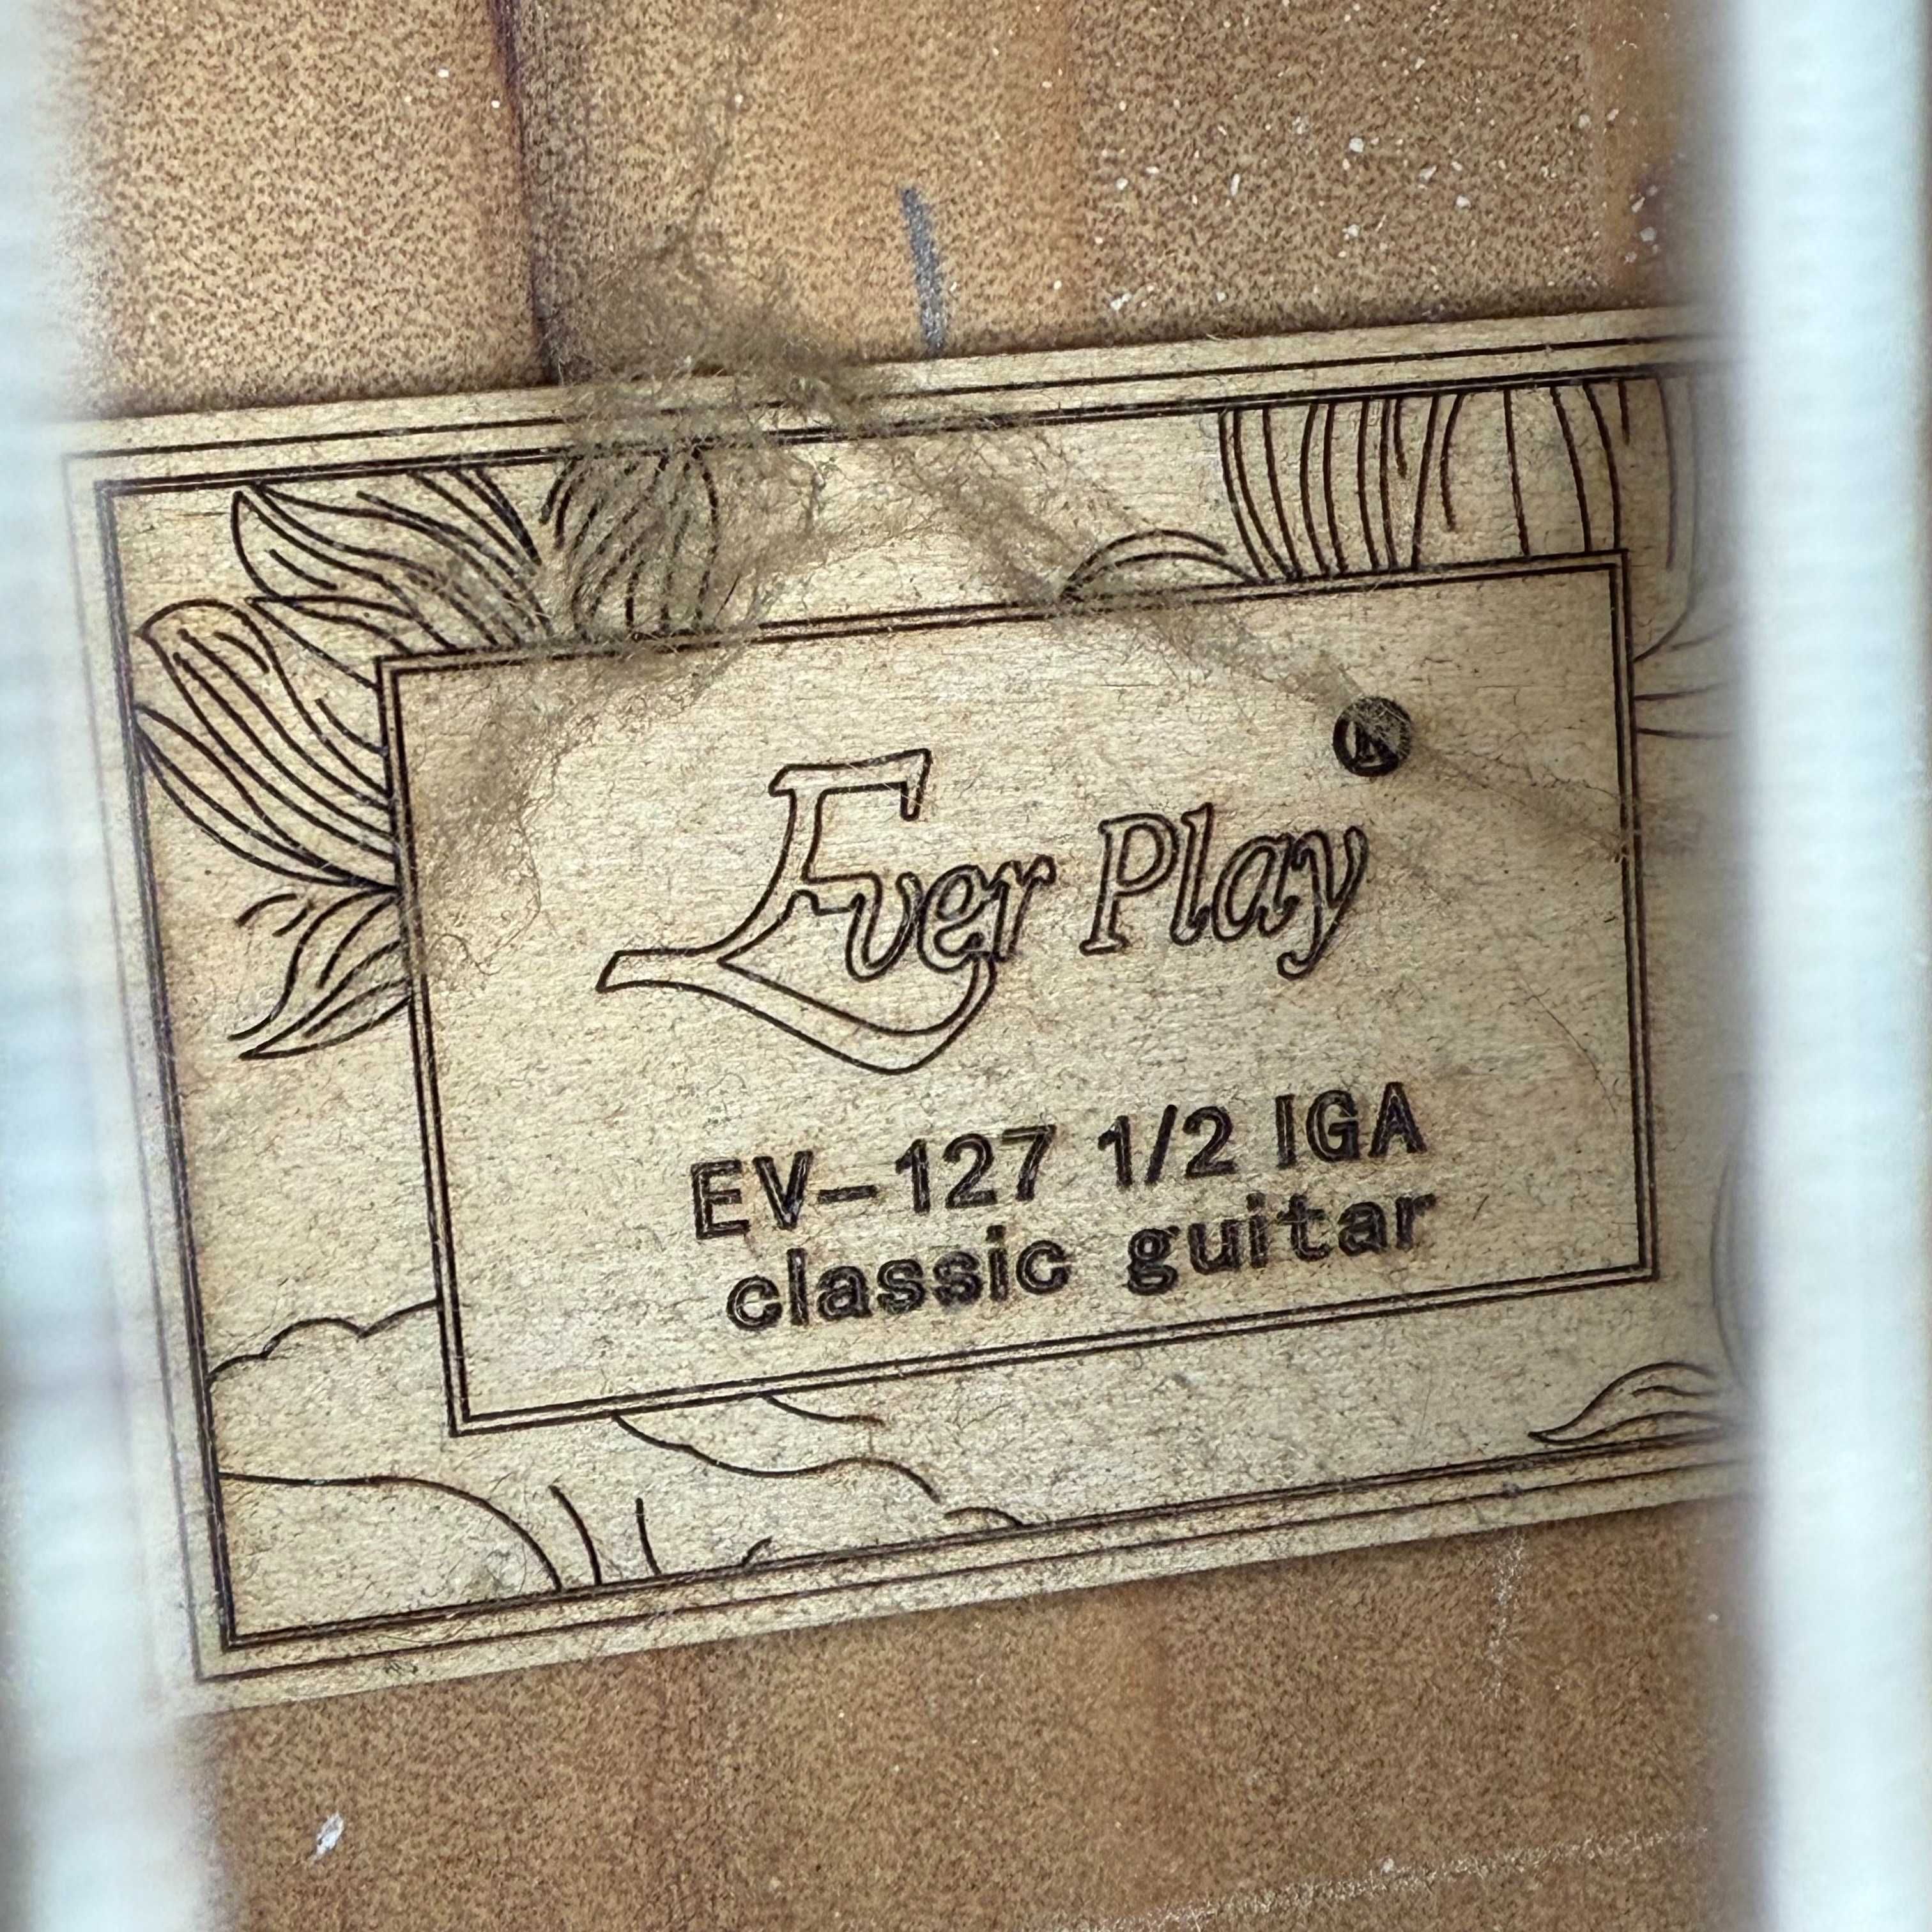 Ever Play ®
EV-127 1/2 IGA
classic guitar